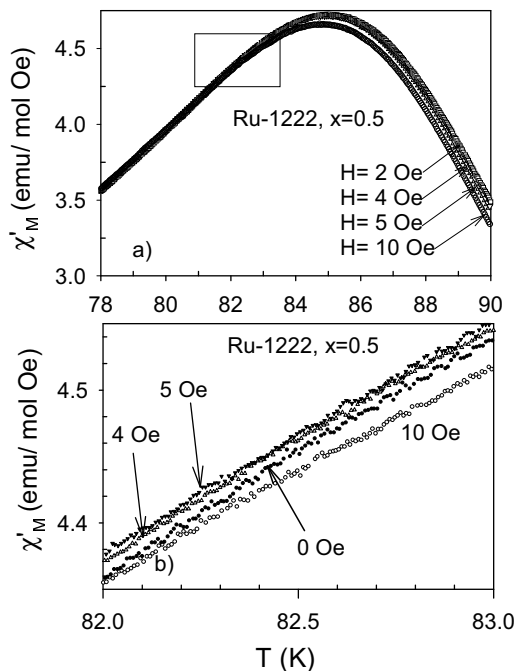 4.5
4.0
3.5
3.0
χ'M (emu/ mol Oe)
Ru-1222, x=0.5
H= 2 Oe
H= 4 Oe
H= 5 Oe
H= 10 Oe
a)
78 80 82 84 86 88 90
Ru-1222, x=0.5
4.5
4.4
χ'M (emu/ mol Oe)
5 Oe
4 Oe
10 Oe
0 Oe
b)
82.0 82.5 83.0
T (K)